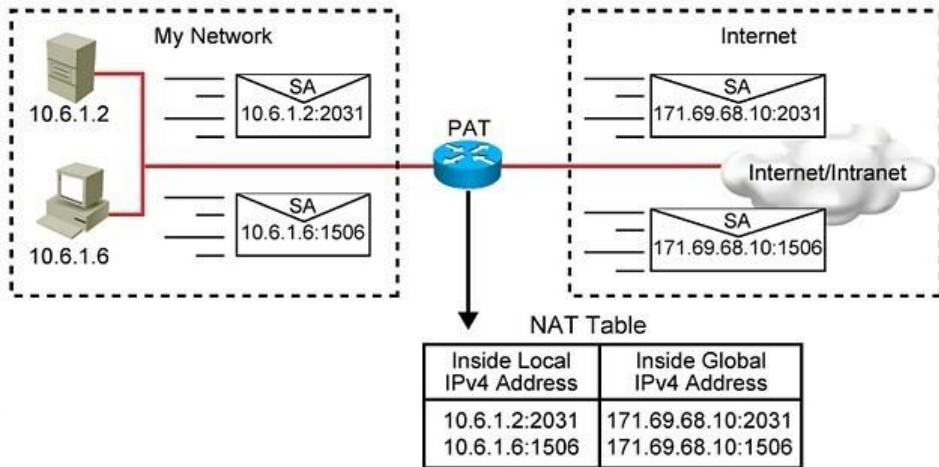 My Network
10.6.1.2
SA
10.6.1.2:2031
10.6.1.6
SA
10.6.1.6:1506
PAT
Internet
SA
171.69.68.10:2031
Internet/Intranet
SA
171.69.68.10:1506
NAT Table
Inside Local
IPv4 Address
Inside Global
IPv4 Address
10.6.1.2:2031
171.69.68.10:2031
10.6.1.6:1506
171.69.68.10:1506